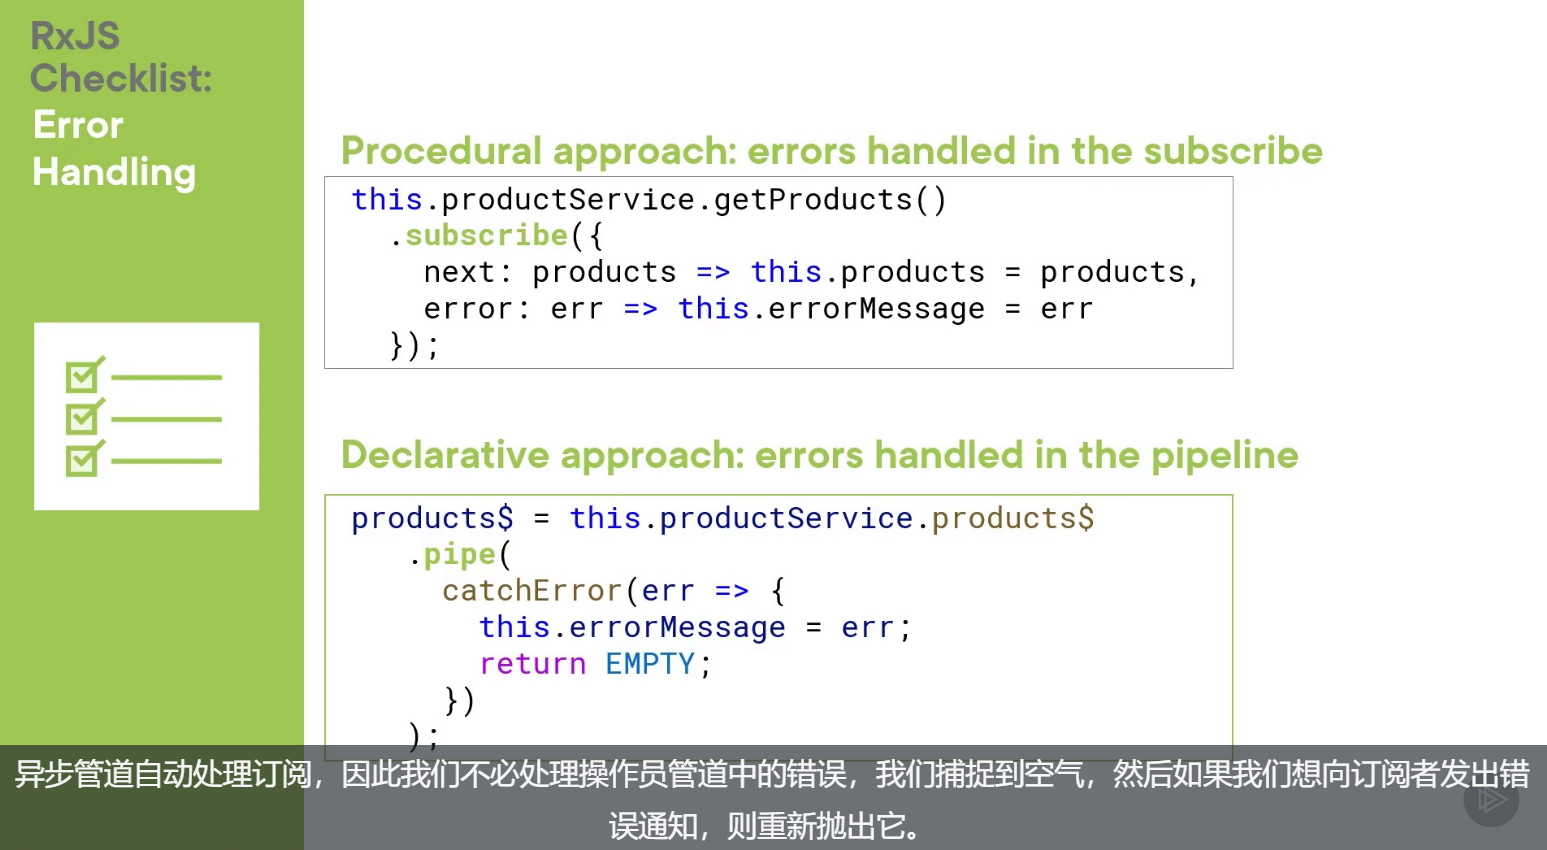 RxJS
Checklist:
Error
Handling
Procedural approach: errors handled in the subscribe
this.productService.getProducts()
.subscribe({
next: products => this.products = products,
error: err => this.errorMessage = err
});
Declarative approach: errors handled in the pipeline
products$ = this.productService.products$
.pipe(
catchError(err => {
this.errorMessage = err;
return EMPTY;
})
);
异步管道自动处理订阅，因此我们不必处理操作员管道中的错误，我们捕捉到空气，然后如果我们想向订阅者发出错
误通知，则重新抛出它。